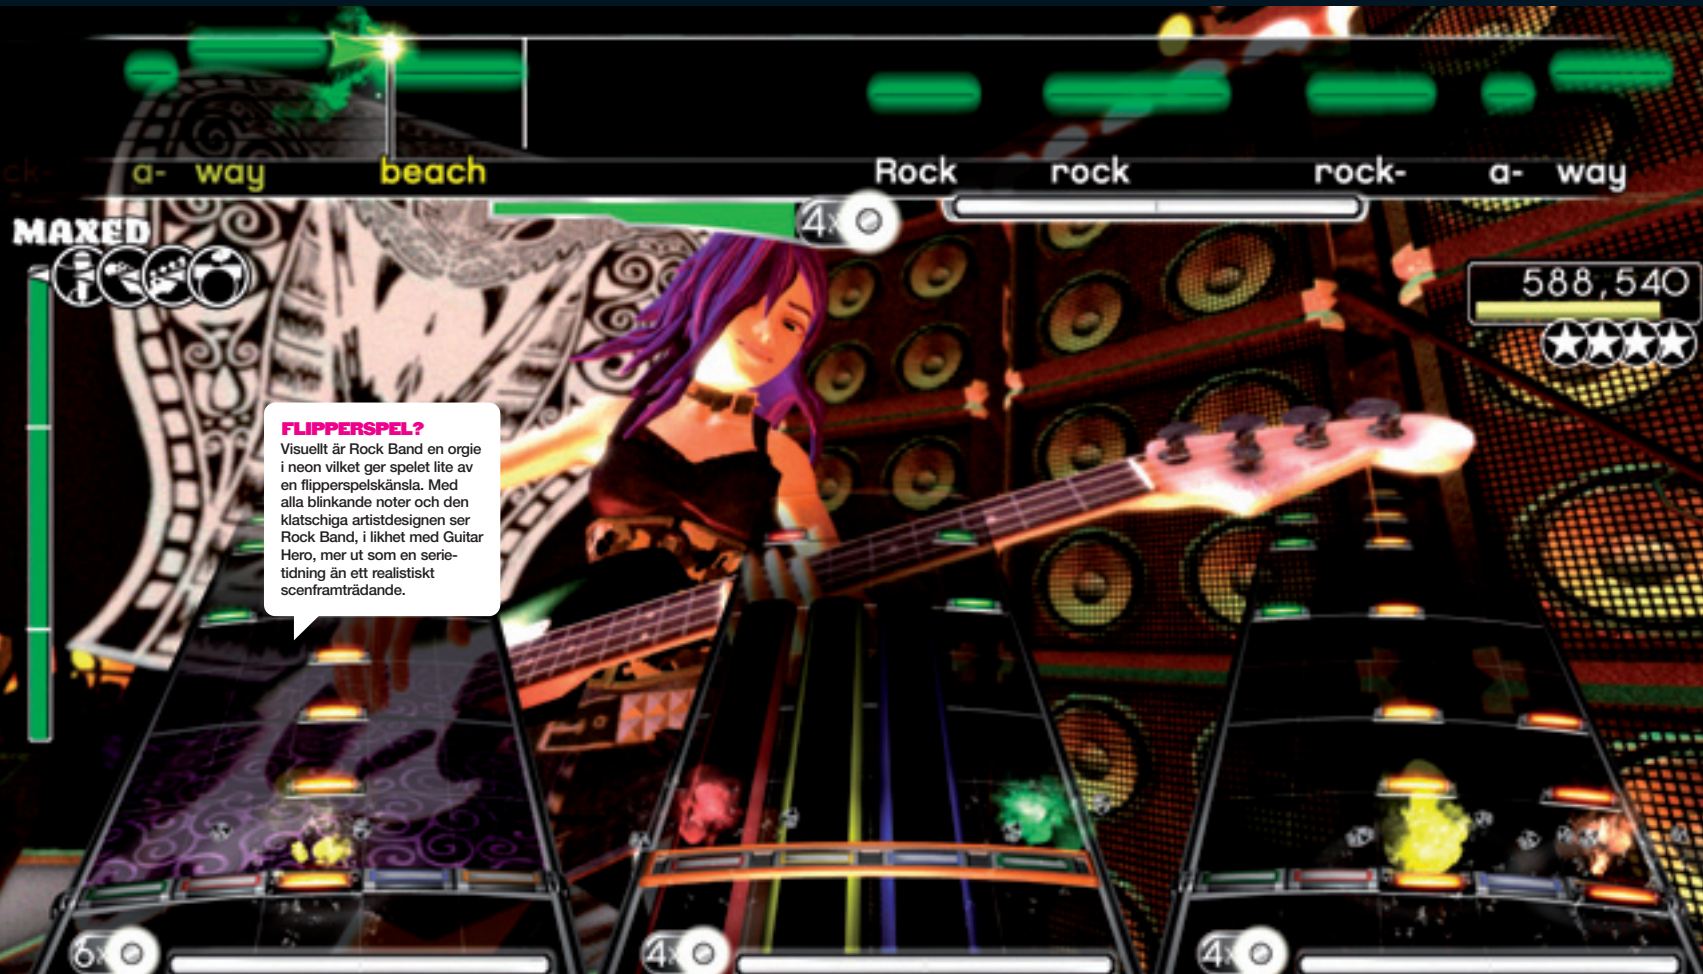 ck- a- way beach Rock rock rock- a- way
MAXED
4x
588,540
FLIPPERSPEL?
Visuellt är Rock Band en orgie
i neon vilket ger spelet lite av
en flipperspelskänsla. Med
alla blinkande noter och den
klatschiga artistdesignen ser
Rock Band, i likhet med Guitar
Hero, mer ut som en serie-
tidning än ett realistiskt
scenframträdande.
6x 4x 4x